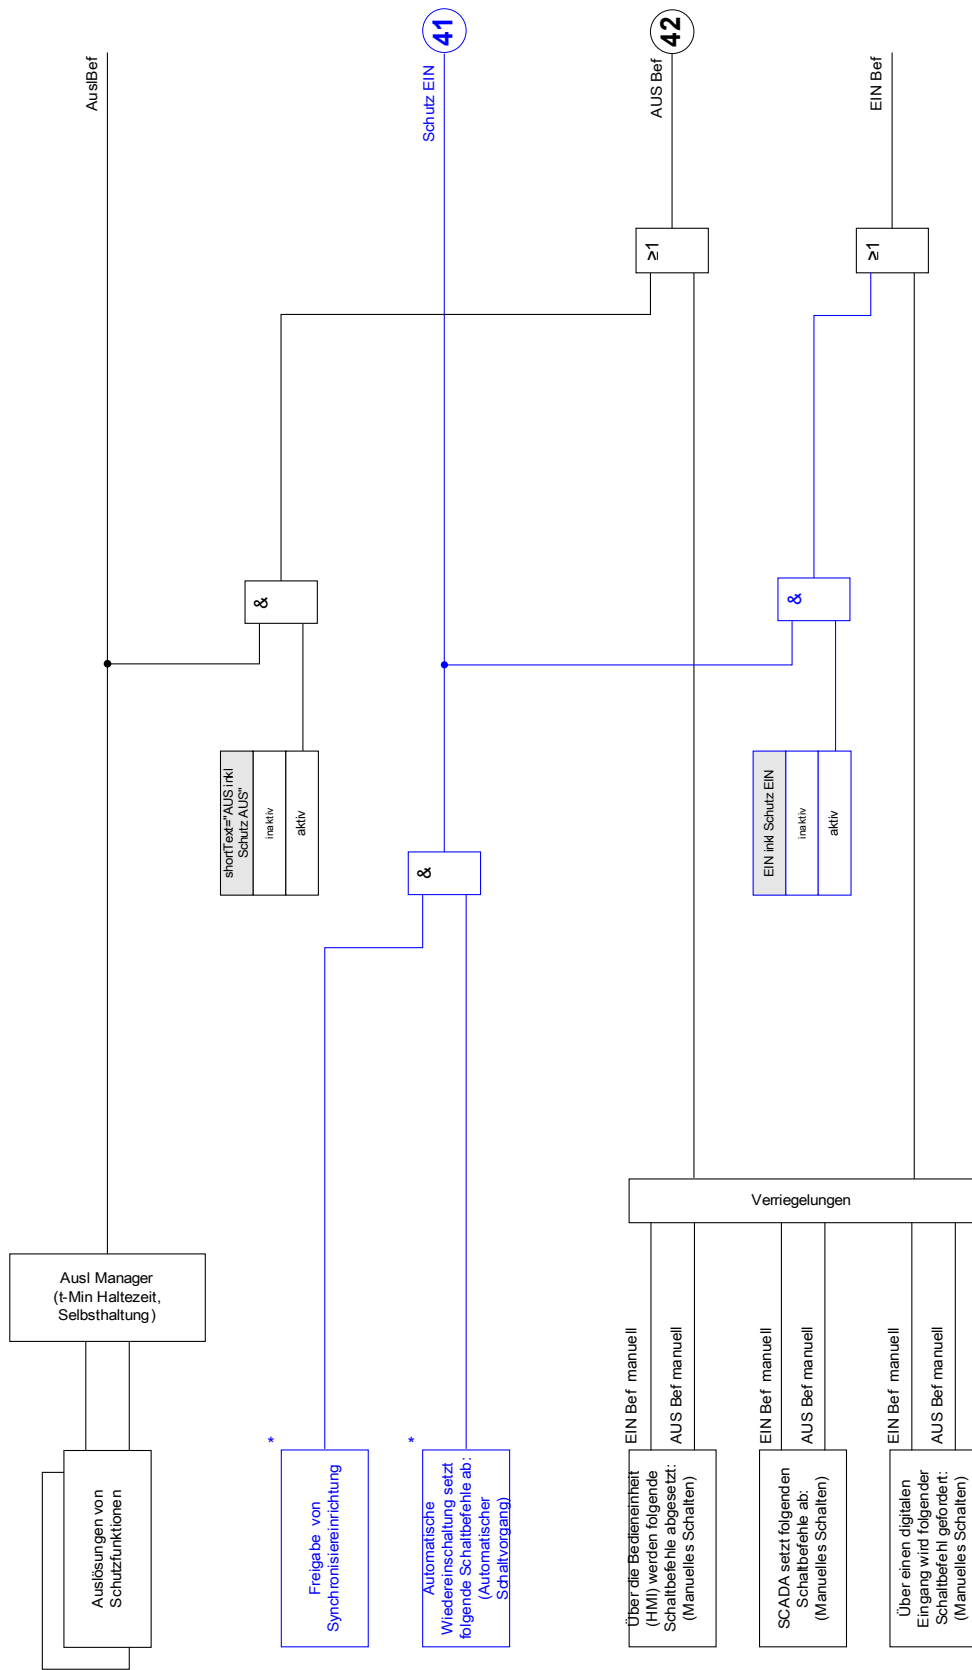 AuslBef
Schutz EIN
41
AUS Bef
42
EIN Bef
≥1
≥1
&
&
shortText="AUS inkl
Schutz AUS"
inaktiv
aktiv
EIN inkl Schutz EIN
inaktiv
aktiv
&
Verriegelungen
Ausl Manager
(t-Min Haltezeit,
Selbsthaltung)
EIN Bef manuell
AUS Bef manuell
EIN Bef manuell
AUS Bef manuell
EIN Bef manuell
AUS Bef manuell
*
*
Auslösungen von
Schutzfunktionen
Freigabe von
Synchronisiereinrichtung
Automatische
Wiedereinschaltung setzt
folgende Schaltbefehle ab:
(Automatischer
Schaltvorgang)
Über die Bedieneinheit
(HMI) werden folgende
Schaltbefehle abgesetzt:
(Manuelles Schalten)
SCADA setzt folgenden
Schaltbefehle ab:
(Manuelles Schalten)
Über einen digitalen
Eingang wird folgender
Schaltbefehl gefordert:
(Manuelles Schalten)